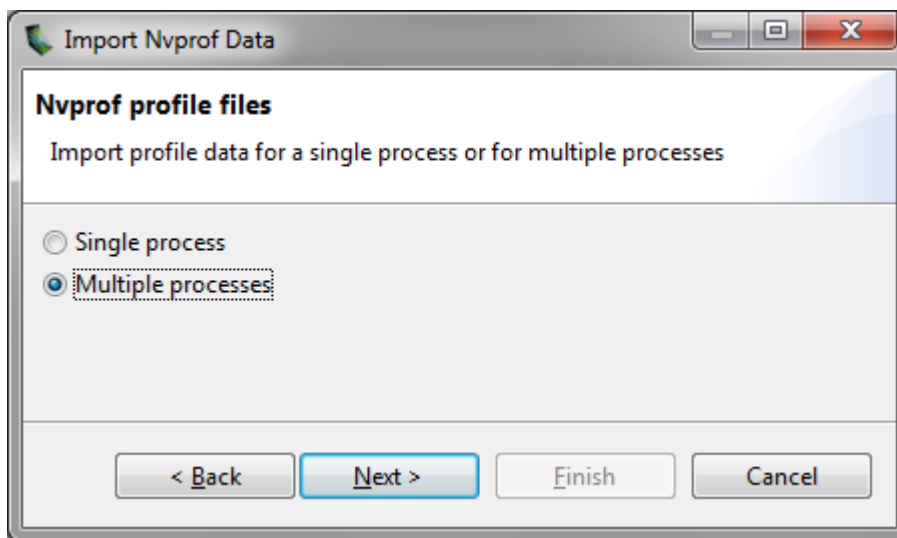 Import Nvprof Data
Nvprof profile files
Import profile data for a single process or for multiple processes
Single process
Multiple processes
< Back Next > Finish Cancel